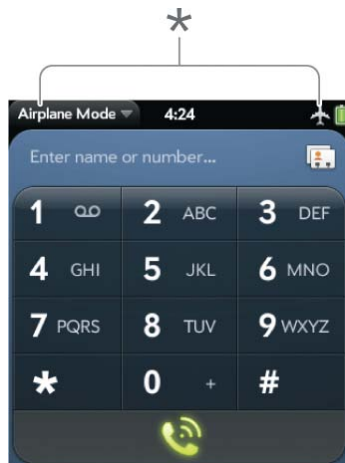 *
Airplane Mode 4:24
Enter name or number...
1 2 ABC 3 DEF
4 GHI 5 JKL 6 MNO
7 PQRS 8 TUV 9 WXYZ
* 0 + #